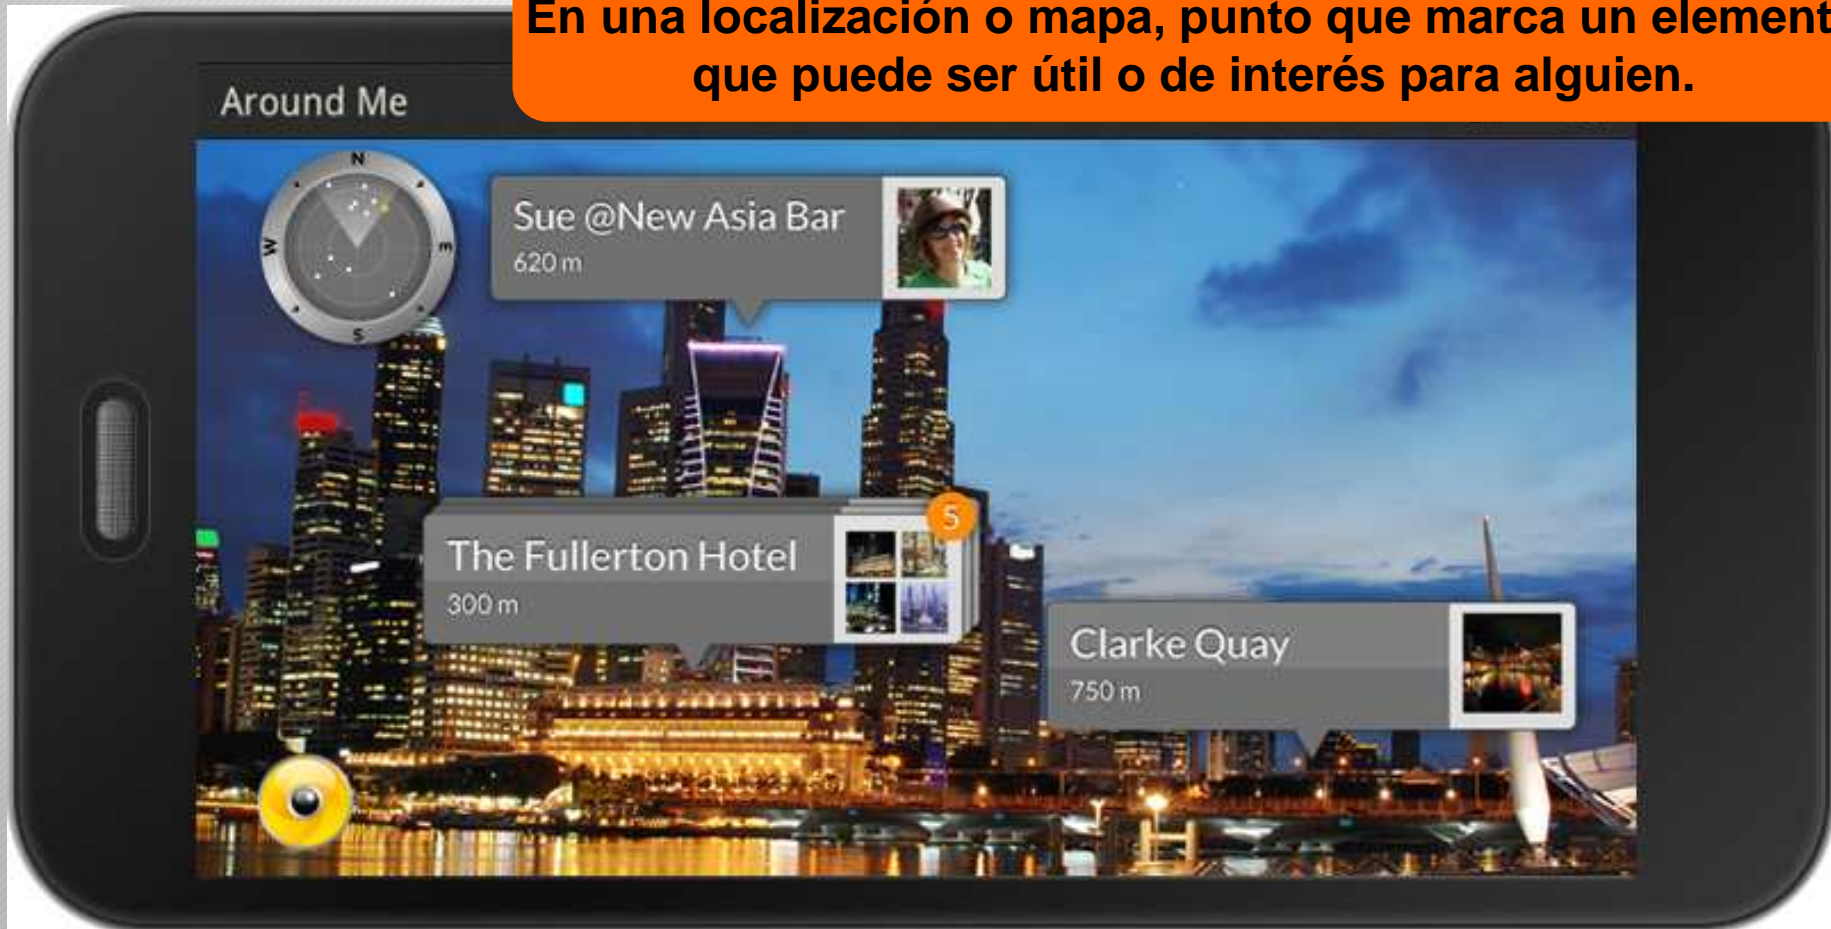 En una localización o mapa, punto que marca un element
que puede ser útil o de interés para alguien.
Around Me
N
W
S
Sue @New Asia Bar
620 m
5
The Fullerton Hotel
300 m
Clarke Quay
750 m